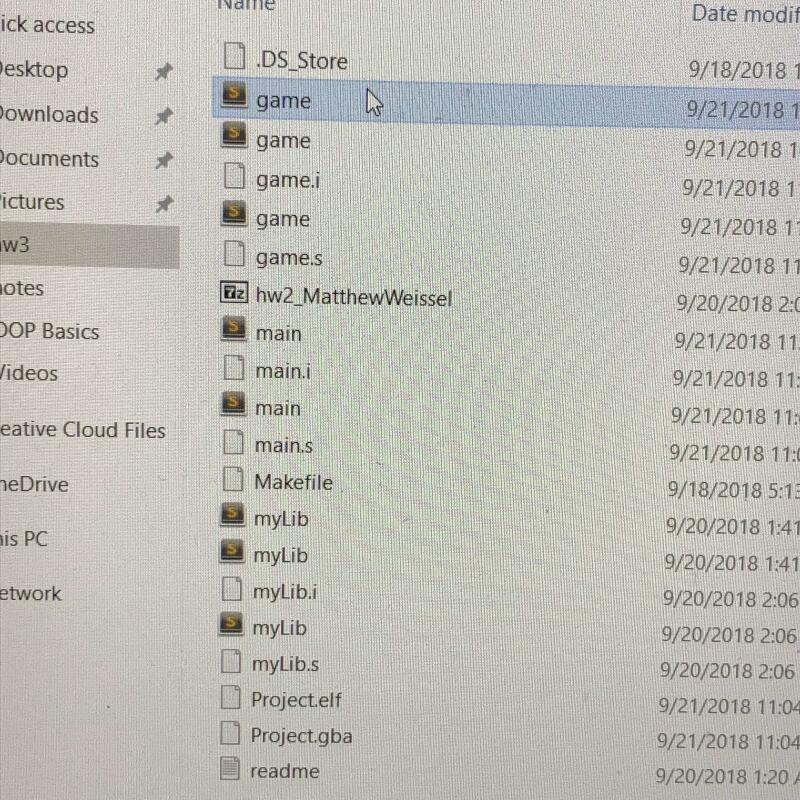 Name Date modif
ick access
.DS_Store 9/18/2018 1
Desktop
game 9/21/2018 1
Downloads
game 9/21/2018 1
Documents
game.i 9/21/2018 11
Pictures
game 9/21/2018 11
hw3
game.s 9/21/2018 11
notes
hw2_MatthewWeissel 9/20/2018 2:0
OOP Basics
main 9/21/2018 11:
Videos
main.i 9/21/2018 11:
main 9/21/2018 11:
eative Cloud Files
main.s 9/21/2018 11:0
neDrive
Makefile 9/18/2018 5:13
myLib 9/20/2018 1:41
his PC
myLib 9/20/2018 1:41
etwork
myLib.i 9/20/2018 2:06
myLib 9/20/2018 2:06
myLib.s 9/20/2018 2:06
Project.elf 9/21/2018 11:04
Project.gba 9/21/2018 11:04
readme 9/20/2018 1:20 A